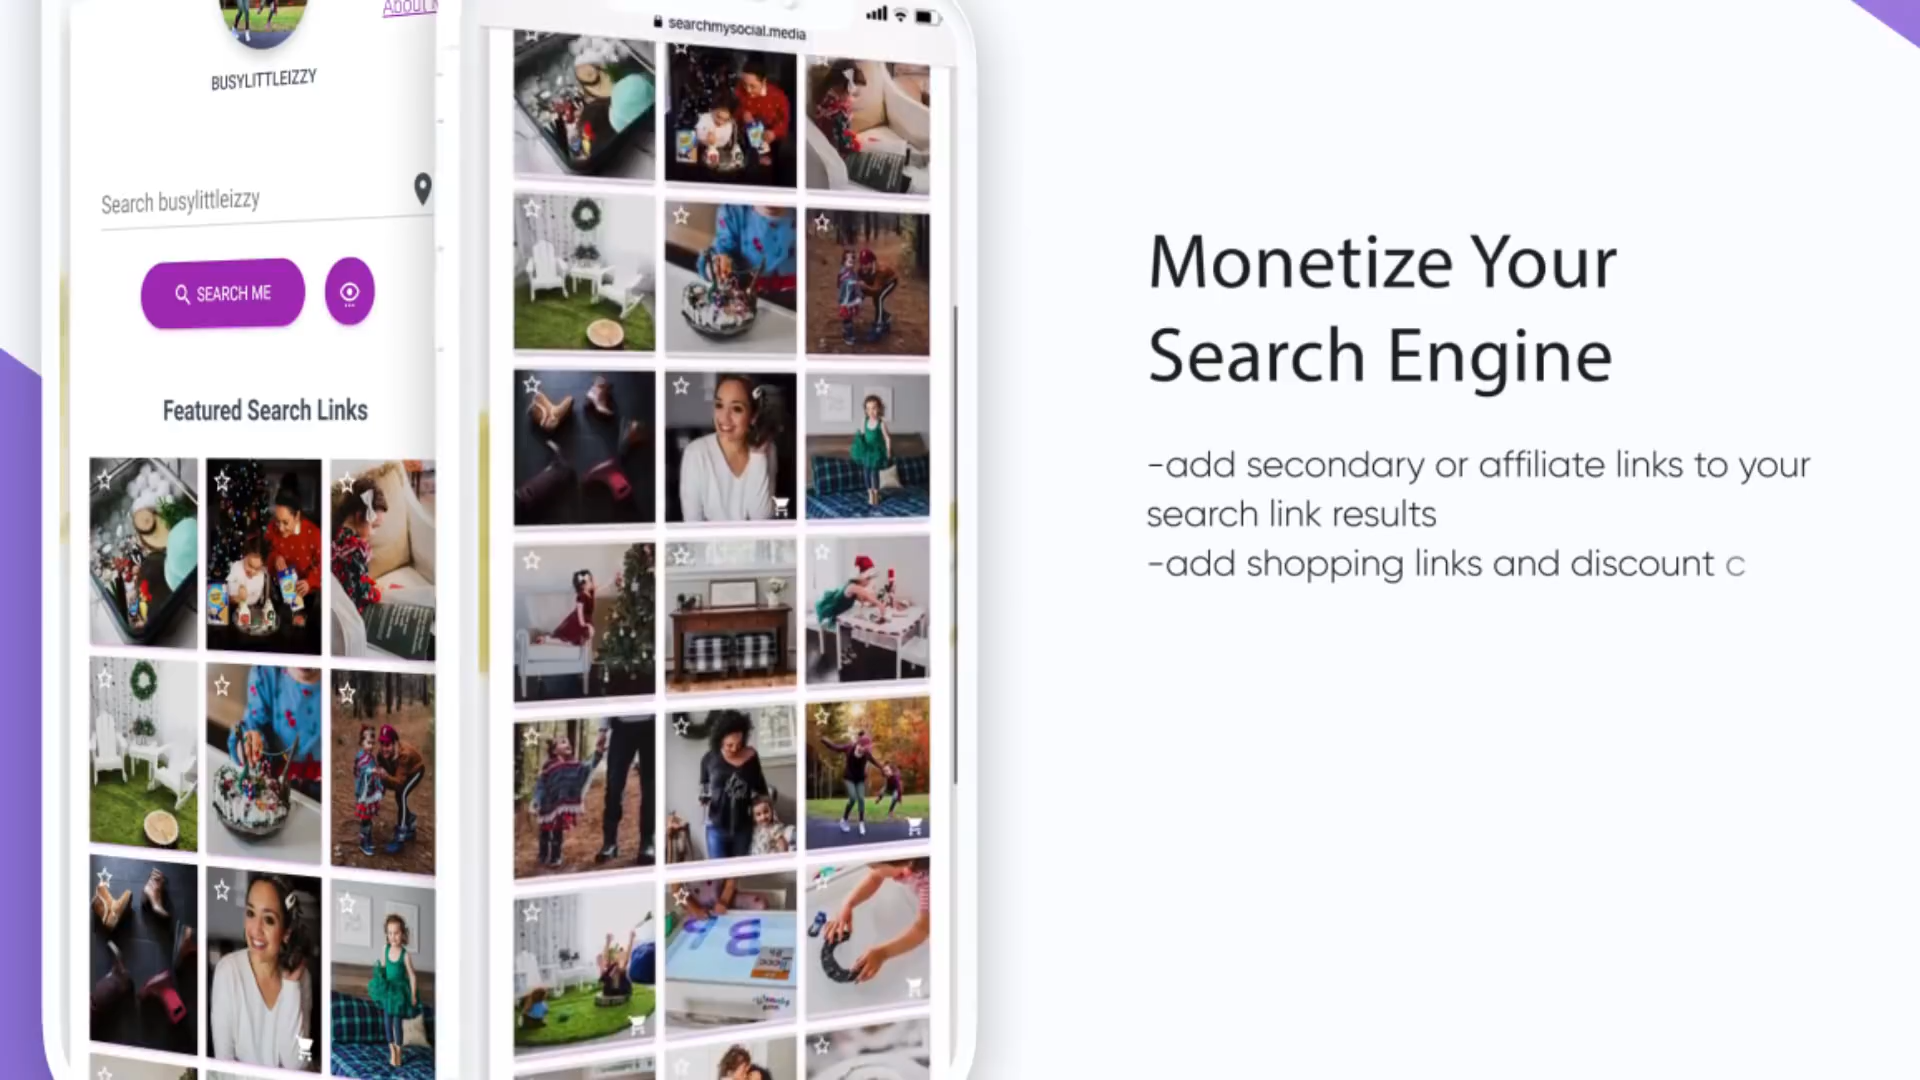 About
BUSYLITTLEIZZY
Search busylittleizzy
SEARCH ME
Featured Search Links
searchmysocial.media
Monetize Your
Search Engine
-add secondary or affiliate links to your
search link results
-add shopping links and discount c